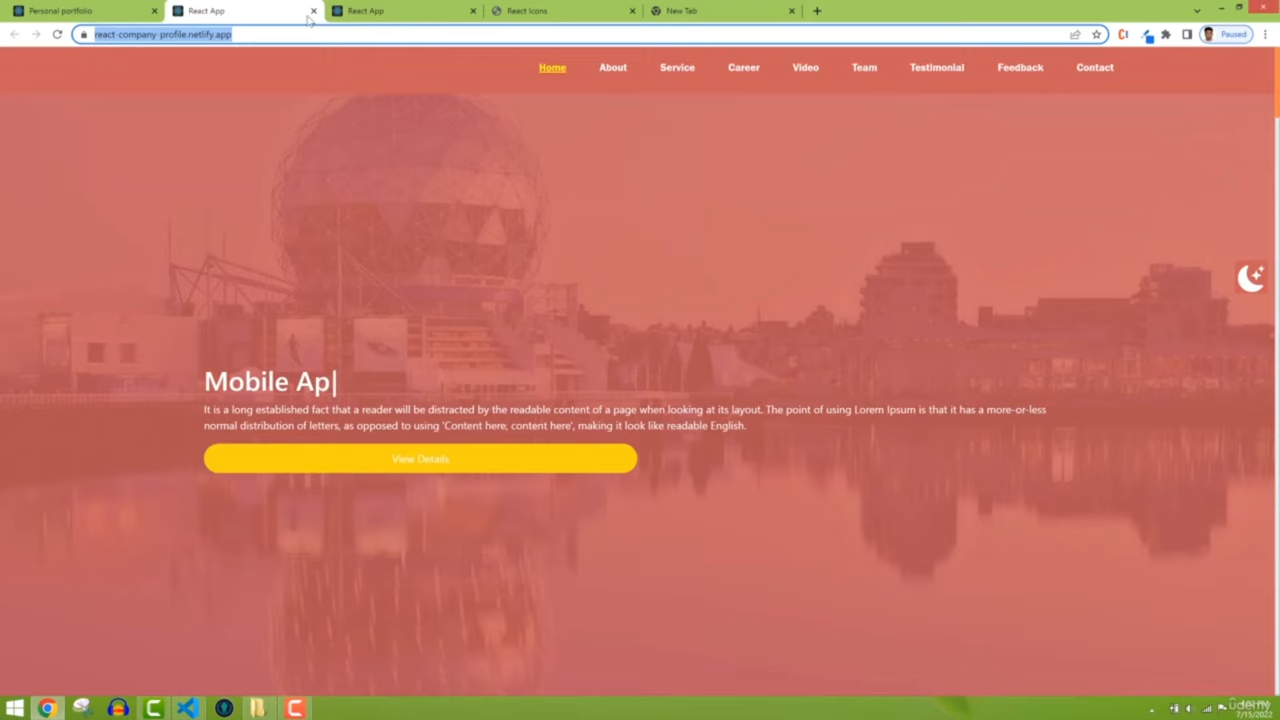 Personal portfolio
React App
React App
React Icons
New Tab
react-company-profile.netlify.app
Paused
Home About Service Career Video Team Testimonial Feedback Contact
Mobile Ap|
It is a long established fact that a reader will be distracted by the readable content of a page when looking at its layout. The point of using Lorem Ipsum is that it has a more-or-less
normal distribution of letters, as opposed to using 'Content here, content here', making it look like readable English.
View Details
udemy
7/15/2022